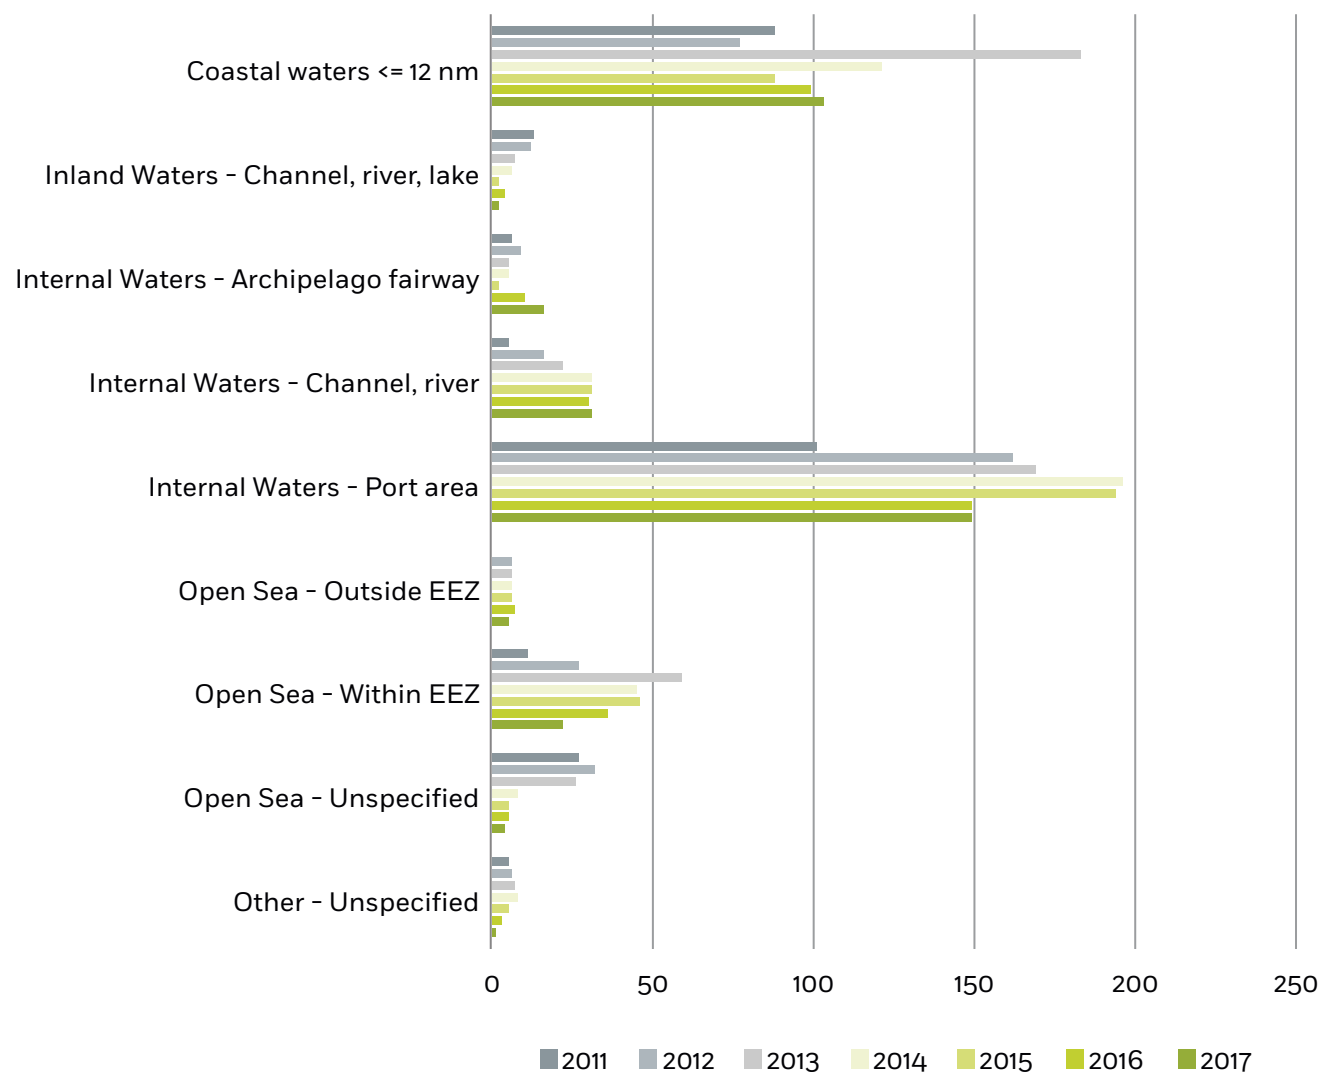 Coastal waters <= 12 nm
Inland Waters - Channel, river, lake
Internal Waters - Archipelago fairway
Internal Waters - Channel, river
Internal Waters - Port area
Open Sea - Outside EEZ
Open Sea - Within EEZ
Open Sea - Unspecified
Other - Unspecified
0 50 100 150 200 250
2011 2012 2013 2014 2015 2016 2017